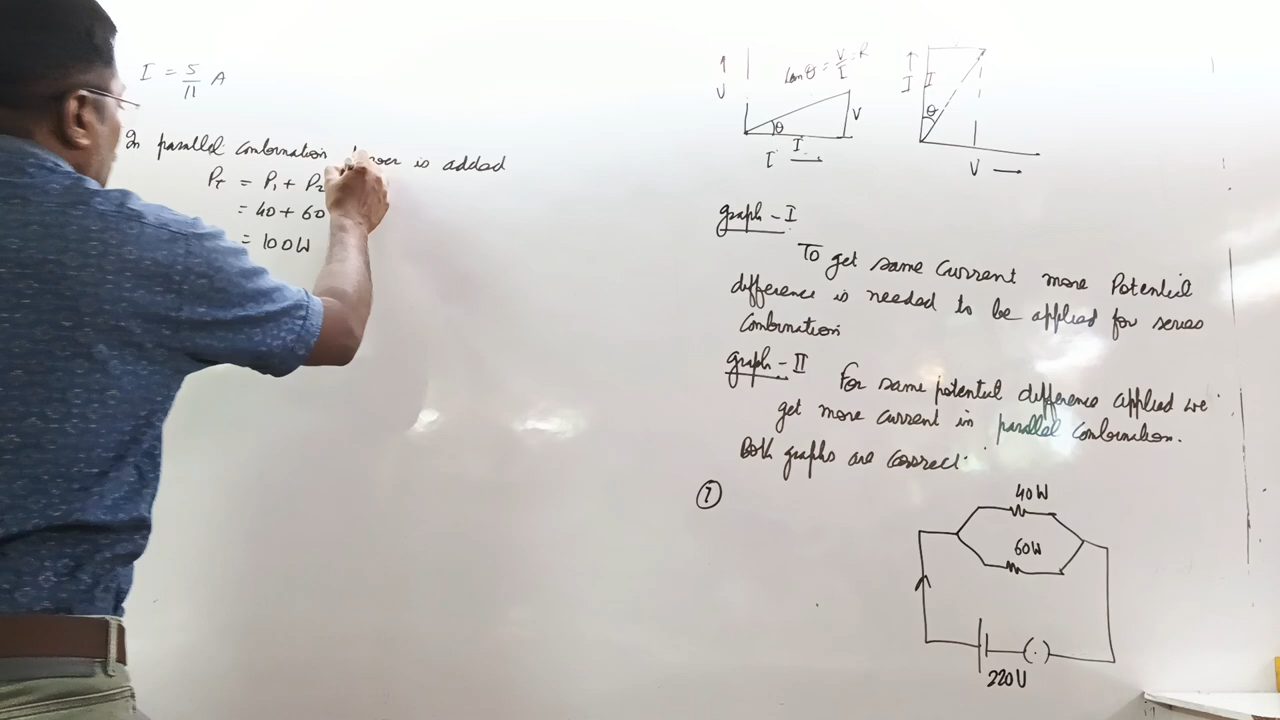 I = 5/11 A
In parallel Combination Power is added
PT = P1 + P2
= 40 + 60
= 100W
↑ V
tanθ = V/I = R
θ
V
I
I →
↑ I
I
θ
V →
graph - I
To get same Current more Potential
difference is needed to be applied for series
Combination
graph - II
For same potential difference applied we
get more current in parallel Combination.
Both graphs are correct.
7
40W
60W
220V